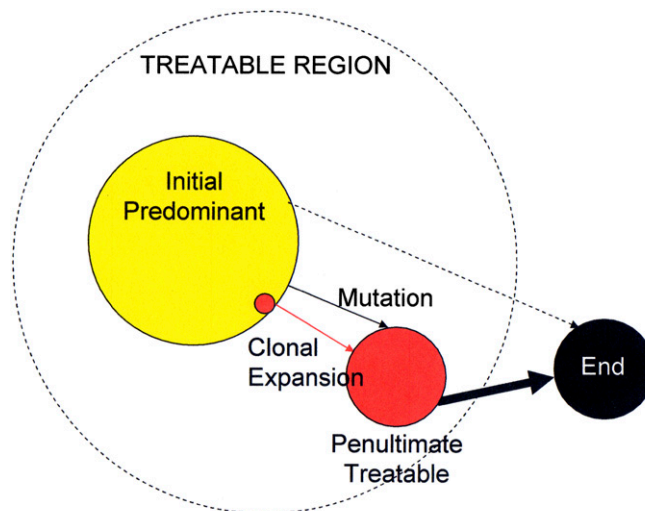 TREATABLE REGION
Initial
Predominant
Mutation
Clonal
Expansion
End
Penultimate
Treatable